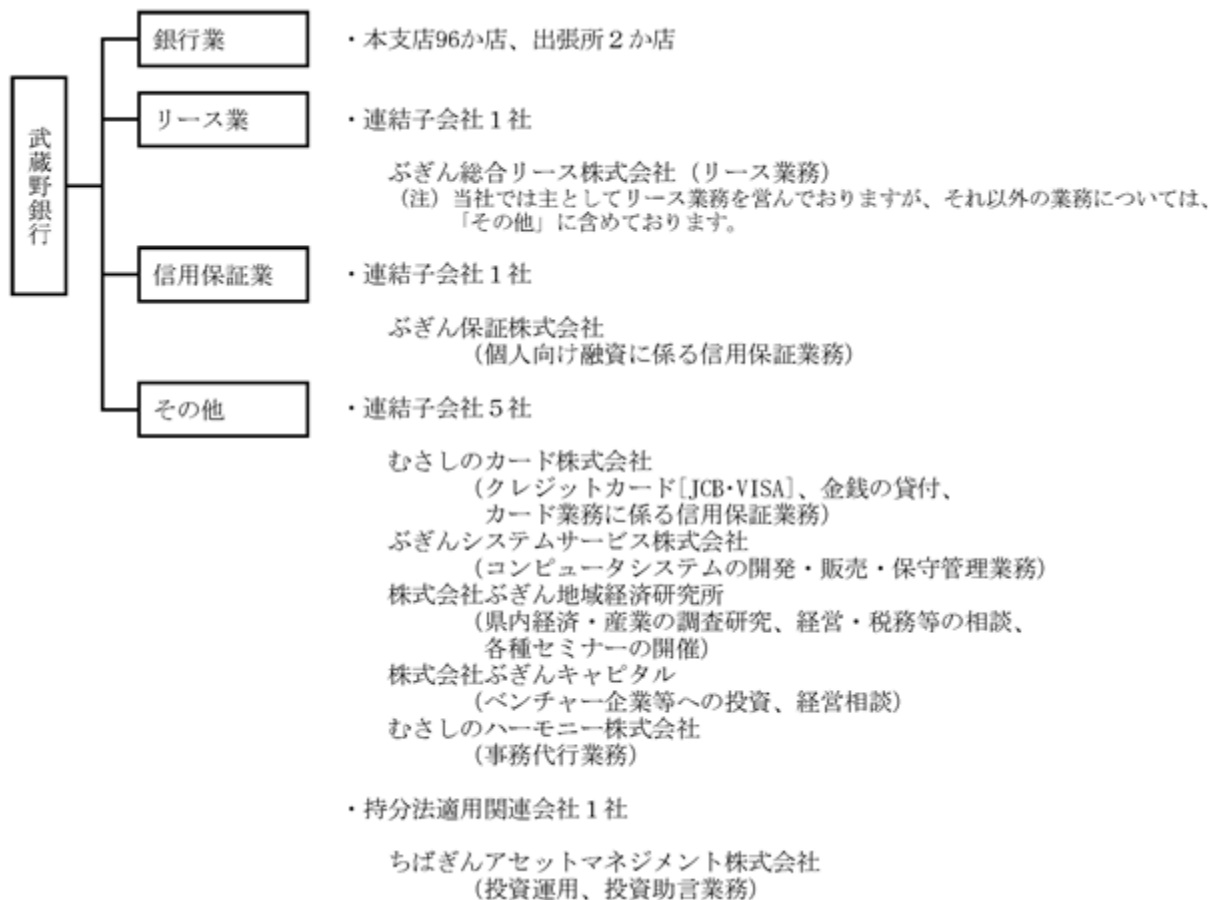 武蔵野銀行
銀行業
・本支店96か店、出張所２か店
リース業
・連結子会社１社
ぶぎん総合リース株式会社（リース業務）
（注）当社では主としてリース業務を営んでおりますが、それ以外の業務については、
「その他」に含めております。
信用保証業
・連結子会社１社
ぶぎん保証株式会社
（個人向け融資に係る信用保証業務）
その他
・連結子会社５社
むさしのカード株式会社
（クレジットカード[JCB･VISA]、金銭の貸付、
カード業務に係る信用保証業務）
ぶぎんシステムサービス株式会社
（コンピュータシステムの開発・販売・保守管理業務）
株式会社ぶぎん地域経済研究所
（県内経済・産業の調査研究、経営・税務等の相談、
各種セミナーの開催）
株式会社ぶぎんキャピタル
（ベンチャー企業等への投資、経営相談）
むさしのハーモニー株式会社
（事務代行業務）
・持分法適用関連会社１社
ちばぎんアセットマネジメント株式会社
（投資運用、投資助言業務）